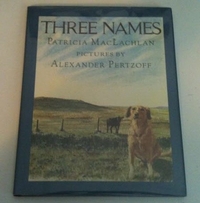 THREE NAMES
PATRICIA MACLACHLAN
PICTURES BY
ALEXANDER PERTZOFF